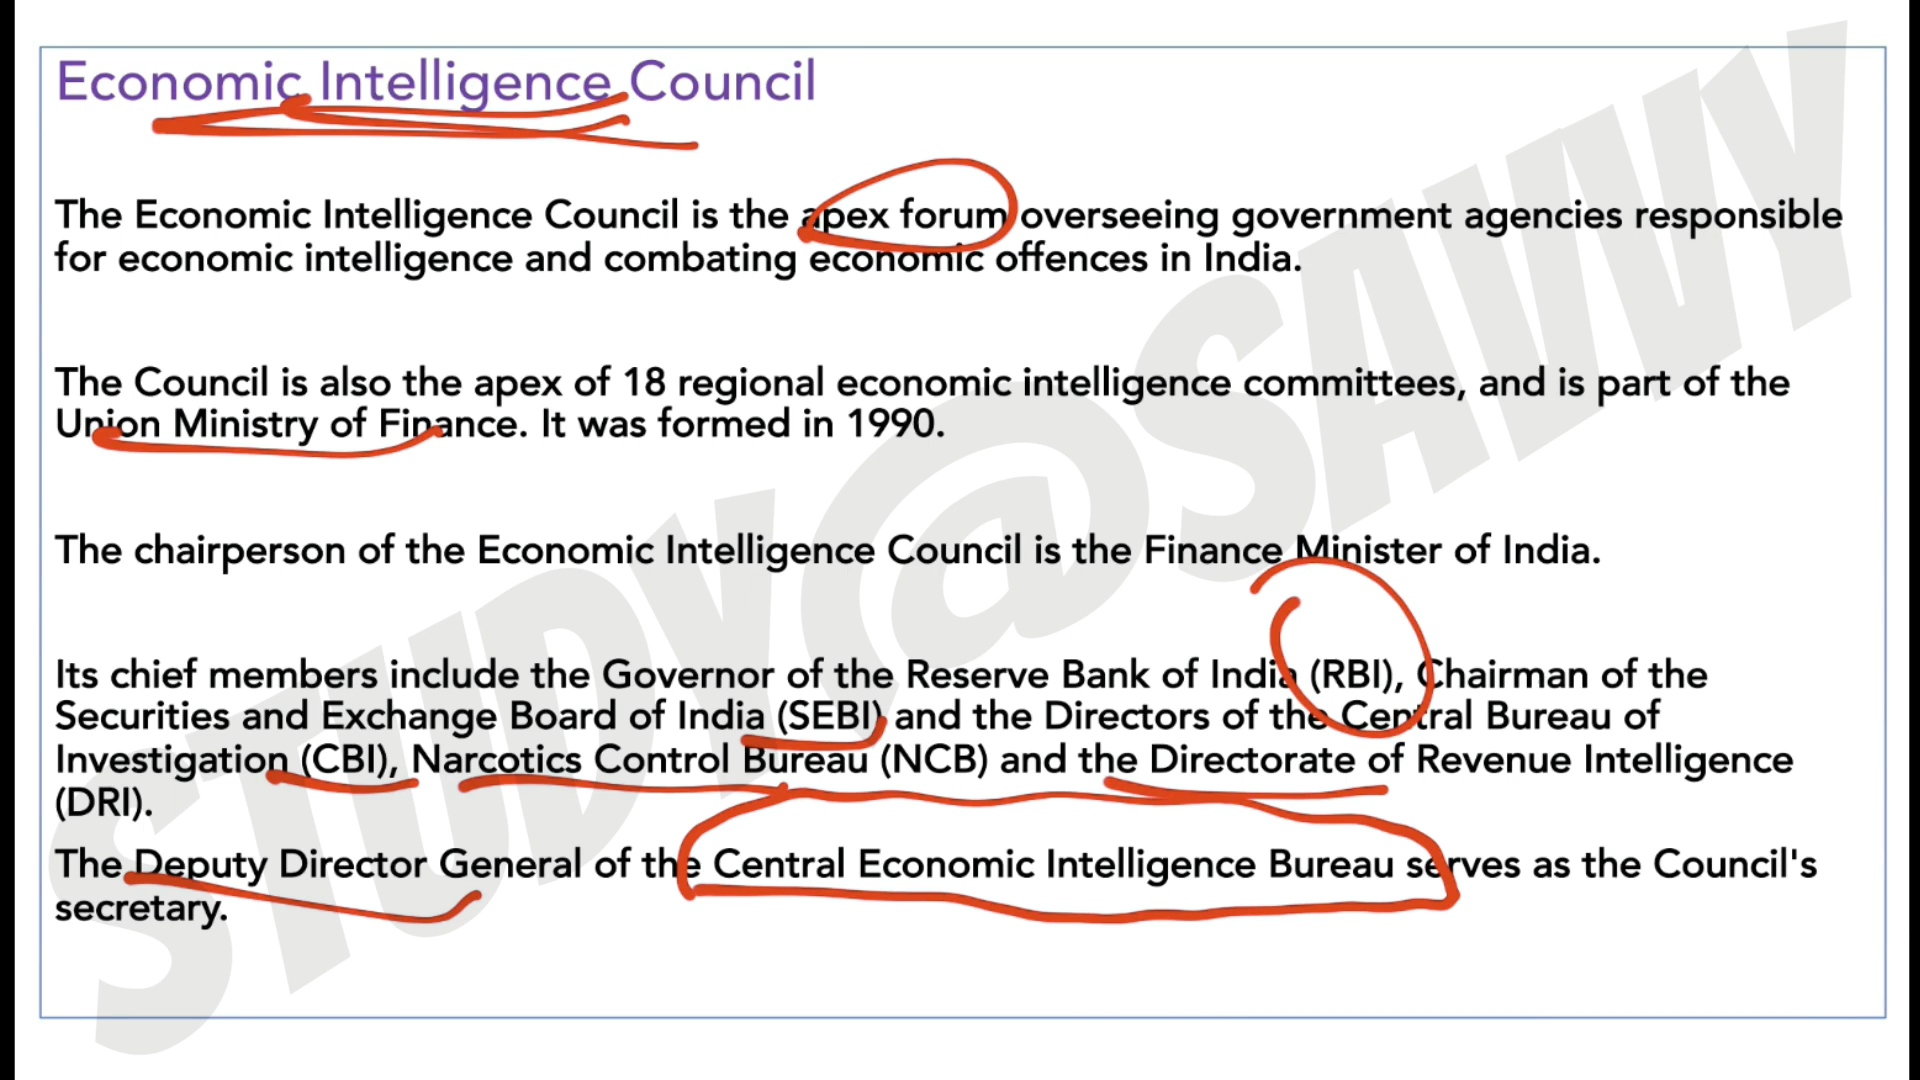 Economic Intelligence Council
The Economic Intelligence Council is the apex forum overseeing government agencies responsible
for economic intelligence and combating economic offences in India.
The Council is also the apex of 18 regional economic intelligence committees, and is part of the
Union Ministry of Finance. It was formed in 1990.
The chairperson of the Economic Intelligence Council is the Finance Minister of India.
Its chief members include the Governor of the Reserve Bank of India (RBI), Chairman of the
Securities and Exchange Board of India (SEBI) and the Directors of the Central Bureau of
Investigation (CBI), Narcotics Control Bureau (NCB) and the Directorate of Revenue Intelligence
(DRI).
The Deputy Director General of the Central Economic Intelligence Bureau serves as the Council's
secretary.
STUDY@SAVVY